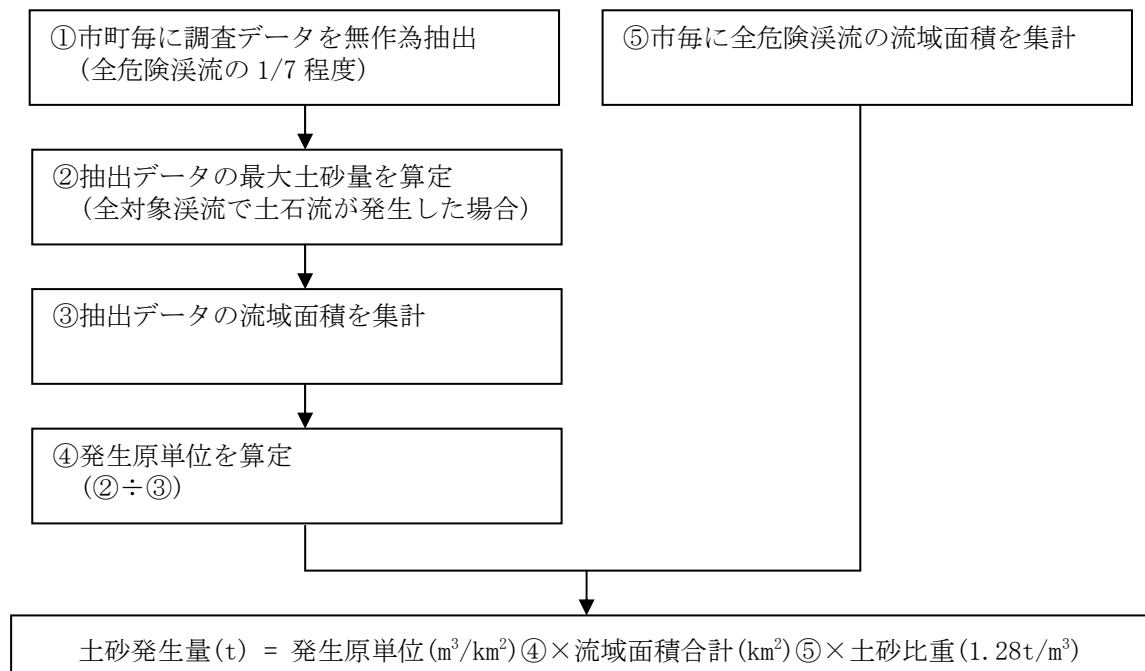 ①市町毎に調査データを無作為抽出
(全危険渓流の 1/7 程度)
⑤市毎に全危険渓流の流域面積を集計
②抽出データの最大土砂量を算定
(全対象渓流で土石流が発生した場合)
③抽出データの流域面積を集計
④発生原単位を算定
(②÷③)
土砂発生量(t) = 発生原単位(m³/km²)④×流域面積合計(km²)⑤×土砂比重(1.28t/m³)